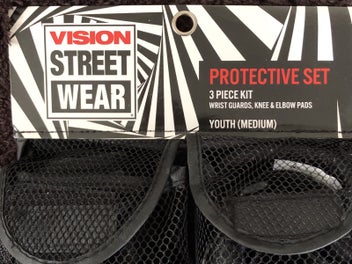 VISION
STREET
WEAR
PROTECTIVE SET
3 PIECE KIT
WRIST GUARDS, KNEE & ELBOW PADS
YOUTH (MEDIUM)